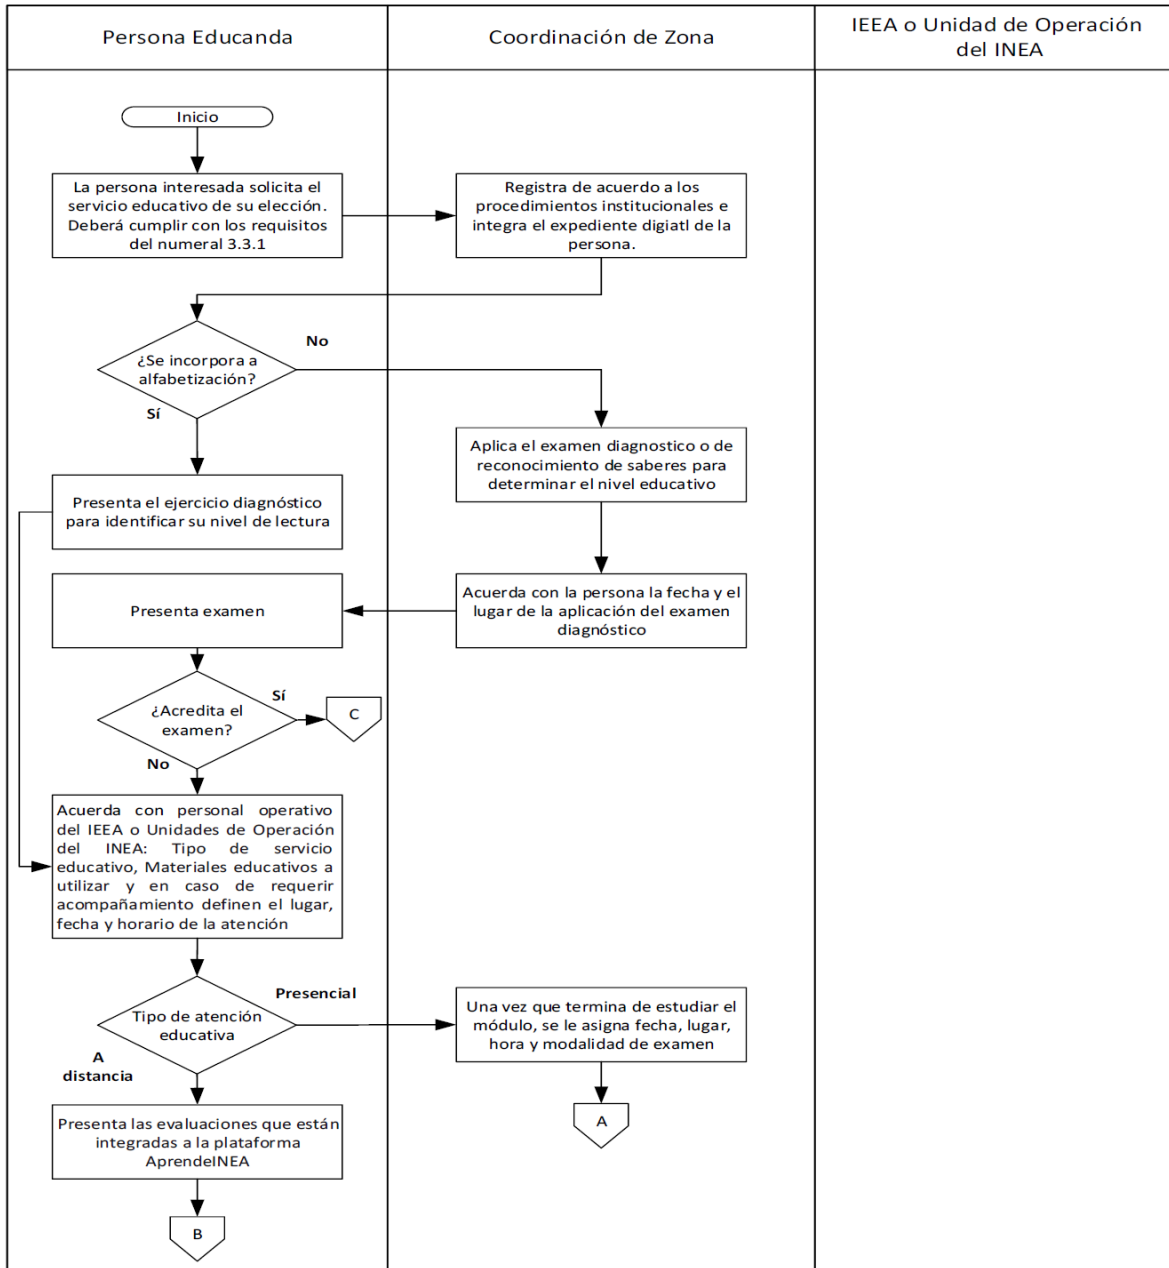 Persona Educanda
Coordinación de Zona
IEEA o Unidad de Operación
del INEA
Inicio
La persona interesada solicita el
servicio educativo de su elección.
Deberá cumplir con los requisitos
del numeral 3.3.1
Registra de acuerdo a los
procedimientos institucionales e
integra el expediente digiatl de la
persona.
¿Se incorpora a
alfabetización?
No
Sí
Aplica el examen diagnostico o de
reconocimiento de saberes para
determinar el nivel educativo
Presenta el ejercicio diagnóstico
para identificar su nivel de lectura
Acuerda con la persona la fecha y el
lugar de la aplicación del examen
diagnóstico
Presenta examen
¿Acredita el
examen?
Sí
C
No
Acuerda con personal operativo
del IEEA o Unidades de Operación
del INEA: Tipo de servicio
educativo, Materiales educativos a
utilizar y en caso de requerir
acompañamiento definen el lugar,
fecha y horario de la atención
Tipo de atención
educativa
Presencial
Una vez que termina de estudiar el
módulo, se le asigna fecha, lugar,
hora y modalidad de examen
A
distancia
A
Presenta las evaluaciones que están
integradas a la plataforma
AprendeINEA
B